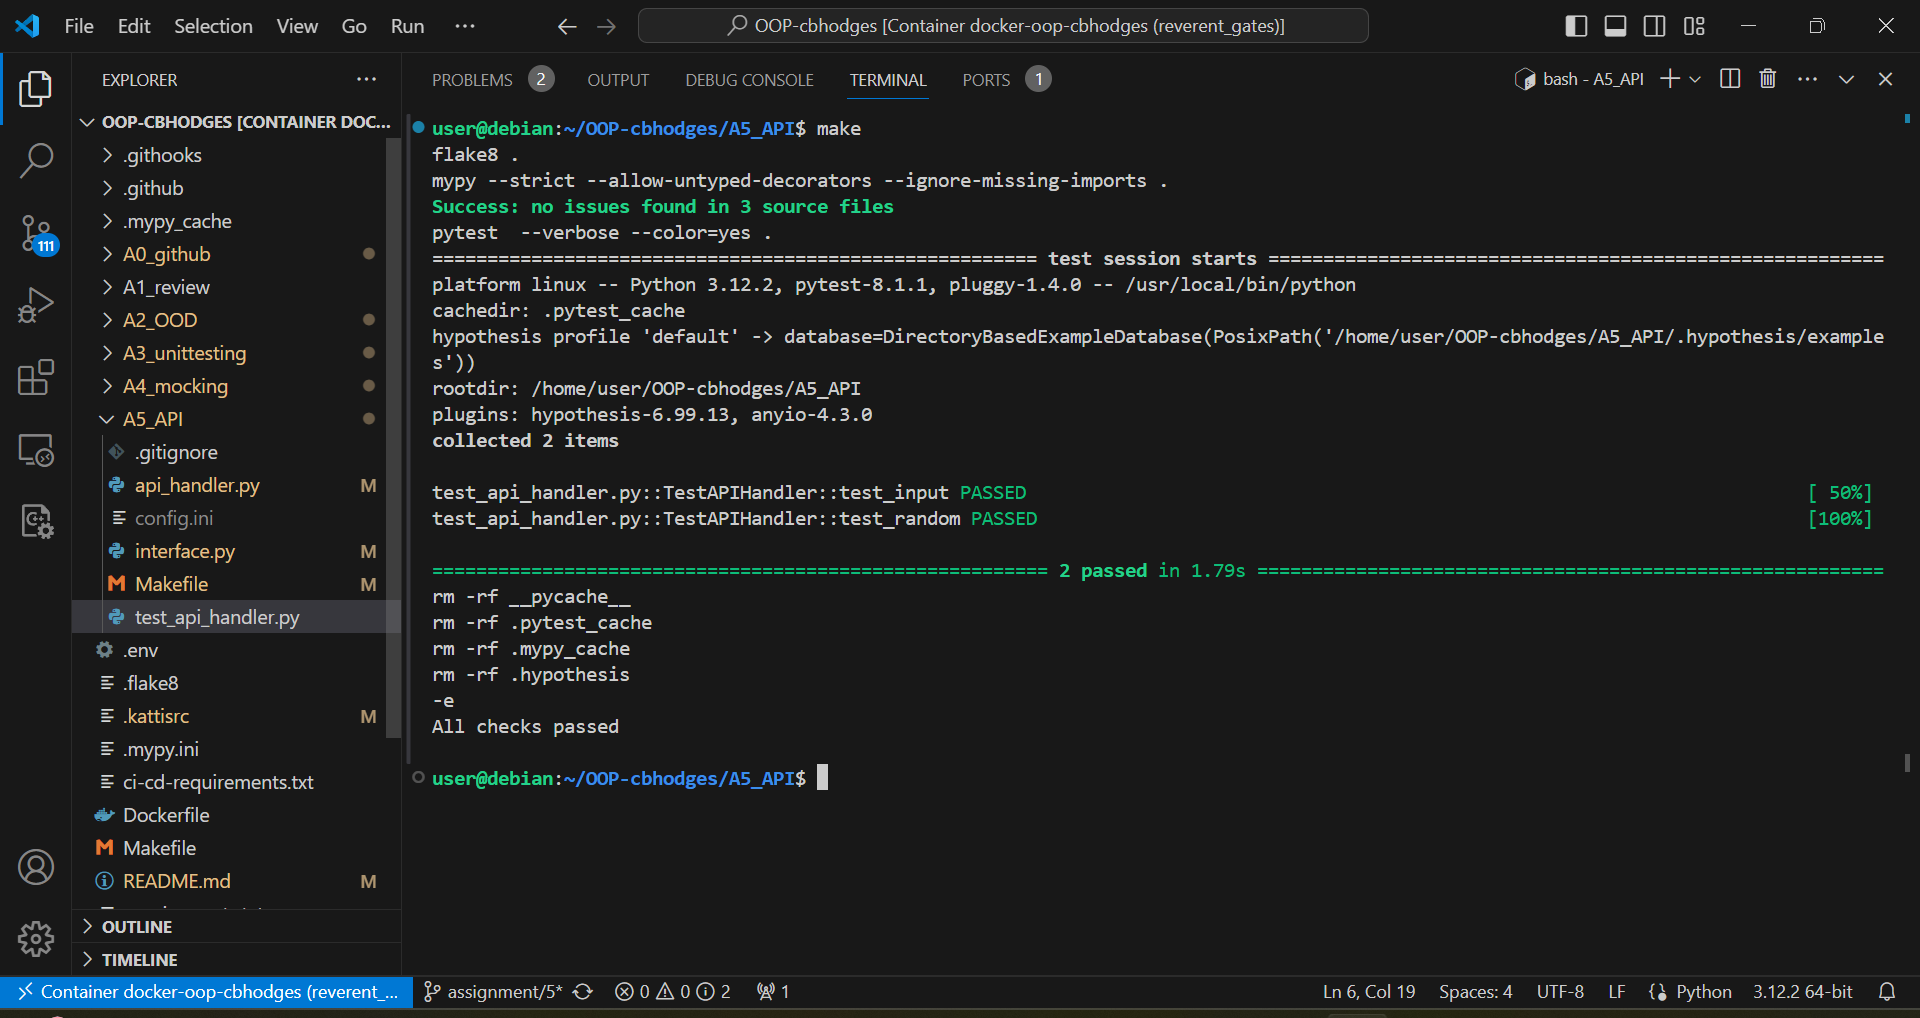 File Edit Selection View Go Run ···
OOP-cbhodges [Container docker-oop-cbhodges (reverent_gates)]
EXPLORER ···
PROBLEMS 2 OUTPUT DEBUG CONSOLE TERMINAL PORTS 1
bash - A5_API
111
OOP-CBHODGES [CONTAINER DOC...
.githooks
.github
.mypy_cache
A0_github
A1_review
A2_OOD
A3_unittesting
A4_mocking
A5_API
.gitignore
api_handler.py M
config.ini
interface.py M
Makefile M
test_api_handler.py
.env
.flake8
.kattisrc M
.mypy.ini
ci-cd-requirements.txt
Dockerfile
Makefile
README.md M
OUTLINE
TIMELINE
user@debian:~/OOP-cbhodges/A5_API$ make
flake8 .
mypy --strict --allow-untyped-decorators --ignore-missing-imports .
Success: no issues found in 3 source files
pytest  --verbose --color=yes .
======================================================= test session starts ========================================================
platform linux -- Python 3.12.2, pytest-8.1.1, pluggy-1.4.0 -- /usr/local/bin/python
cachedir: .pytest_cache
hypothesis profile 'default' -> database=DirectoryBasedExampleDatabase(PosixPath('/home/user/OOP-cbhodges/A5_API/.hypothesis/example
s'))
rootdir: /home/user/OOP-cbhodges/A5_API
plugins: hypothesis-6.99.13, anyio-4.3.0
collected 2 items
test_api_handler.py::TestAPIHandler::test_input PASSED [ 50%]
test_api_handler.py::TestAPIHandler::test_random PASSED [100%]
======================================================== 2 passed in 1.79s =========================================================
rm -rf __pycache__
rm -rf .pytest_cache
rm -rf .mypy_cache
rm -rf .hypothesis
-e
All checks passed
user@debian:~/OOP-cbhodges/A5_API$
Container docker-oop-cbhodges (reverent_... assignment/5* 0 0 2 1 Ln 6, Col 19 Spaces: 4 UTF-8 LF Python 3.12.2 64-bit